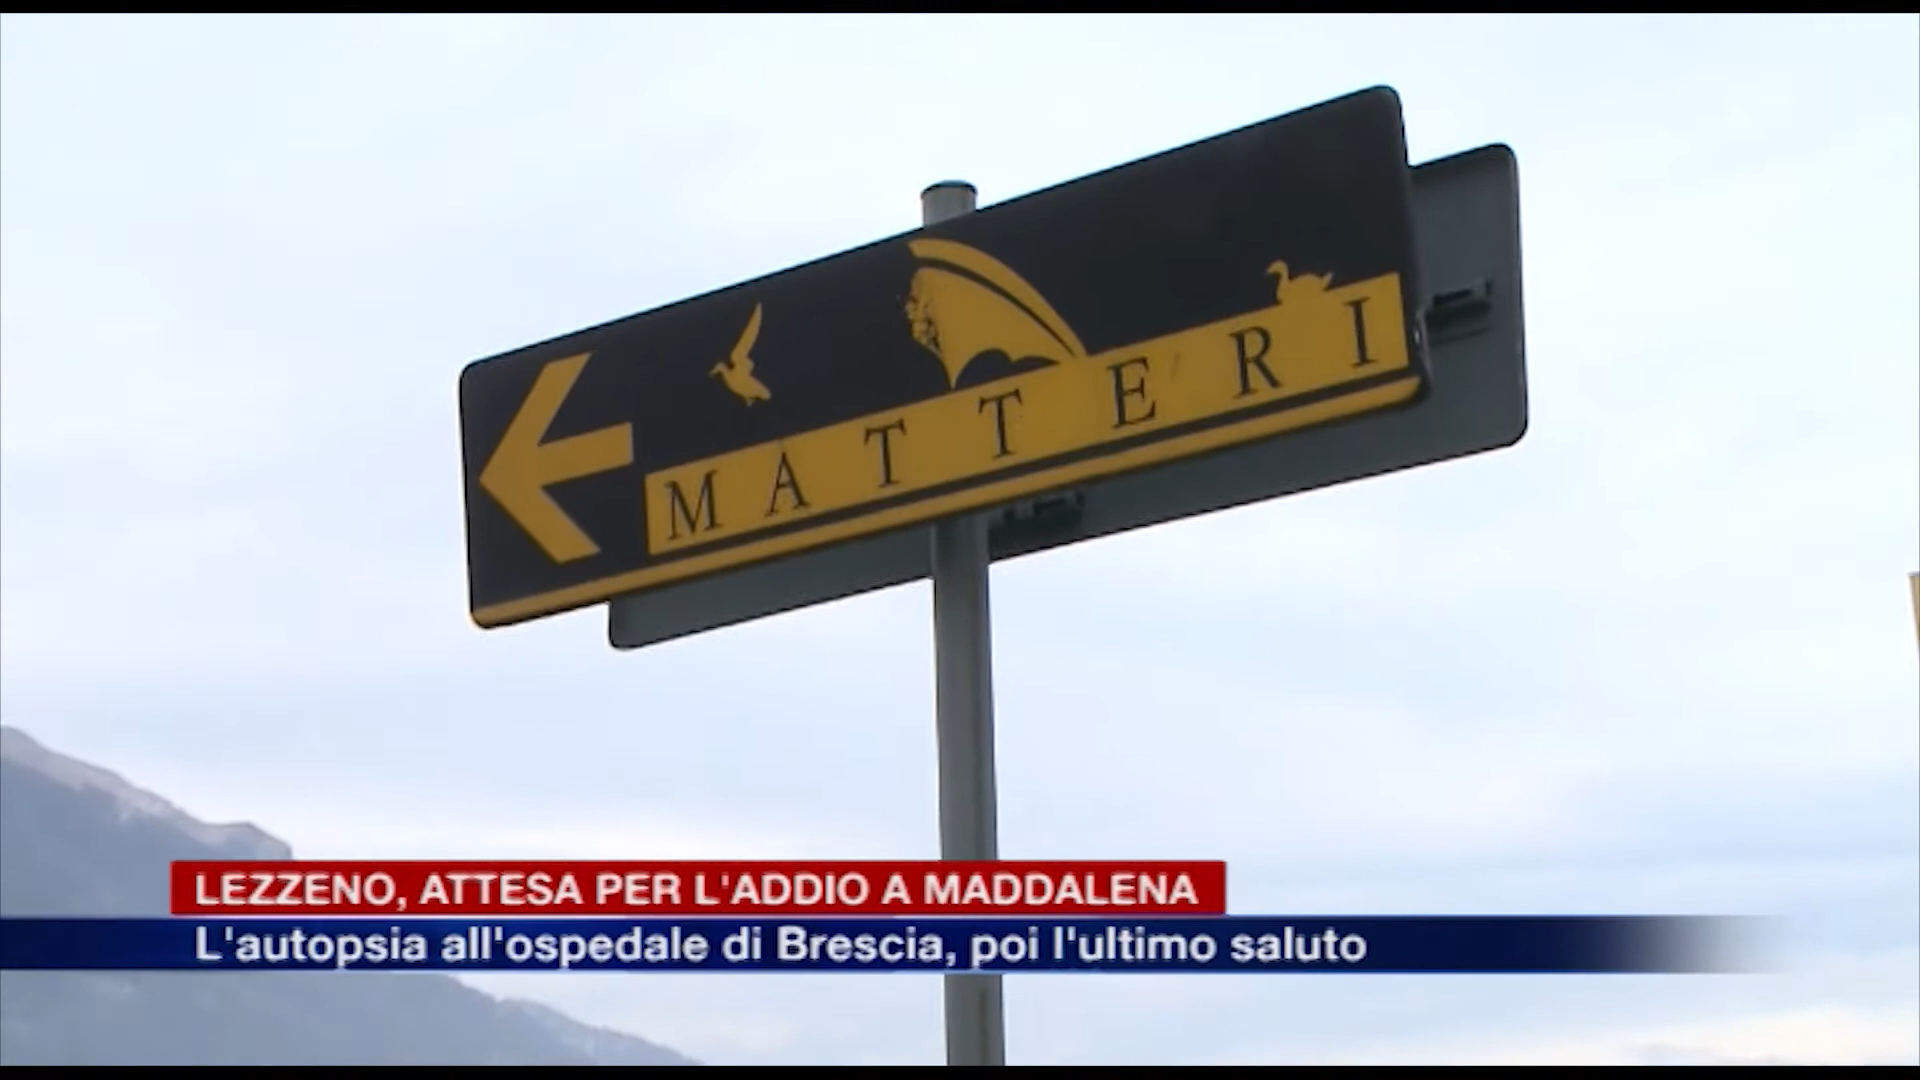 MATTERI
LEZZENO, ATTESA PER L'ADDIO A MADDALENA
L'autopsia all'ospedale di Brescia, poi l'ultimo saluto